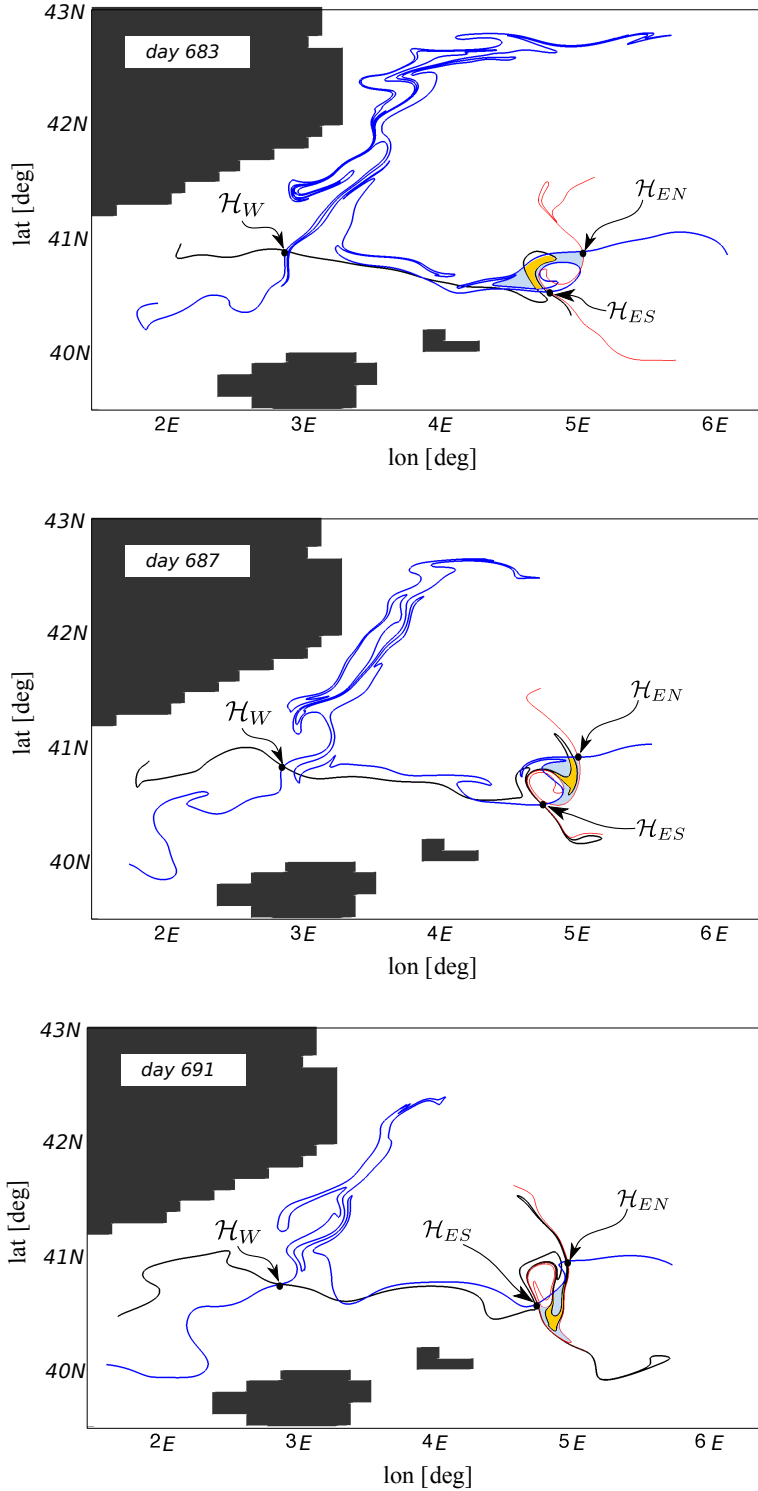 43N
day 683
42N
lat [deg]
41N
H_W
H_EN
H_ES
40N
2E 3E 4E 5E 6E
lon [deg]
43N
day 687
42N
lat [deg]
41N
H_W
H_EN
H_ES
40N
2E 3E 4E 5E 6E
lon [deg]
43N
day 691
42N
lat [deg]
41N
H_W
H_ES
H_EN
40N
2E 3E 4E 5E 6E
lon [deg]